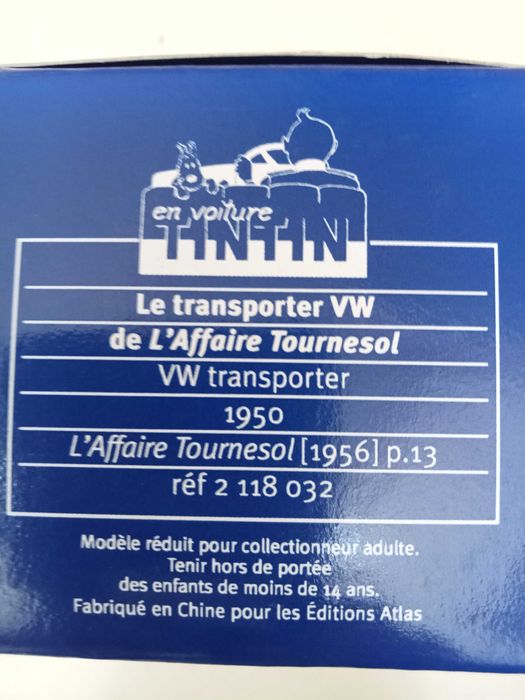 en voiture
TINTIN
Le transporter VW
de L'Affaire Tournesol
VW transporter
1950
L'Affaire Tournesol [1956] p.13
réf 2 118 032
Modèle réduit pour collectionneur adulte.
Tenir hors de portée
des enfants de moins de 14 ans.
Fabriqué en Chine pour les Éditions Atlas